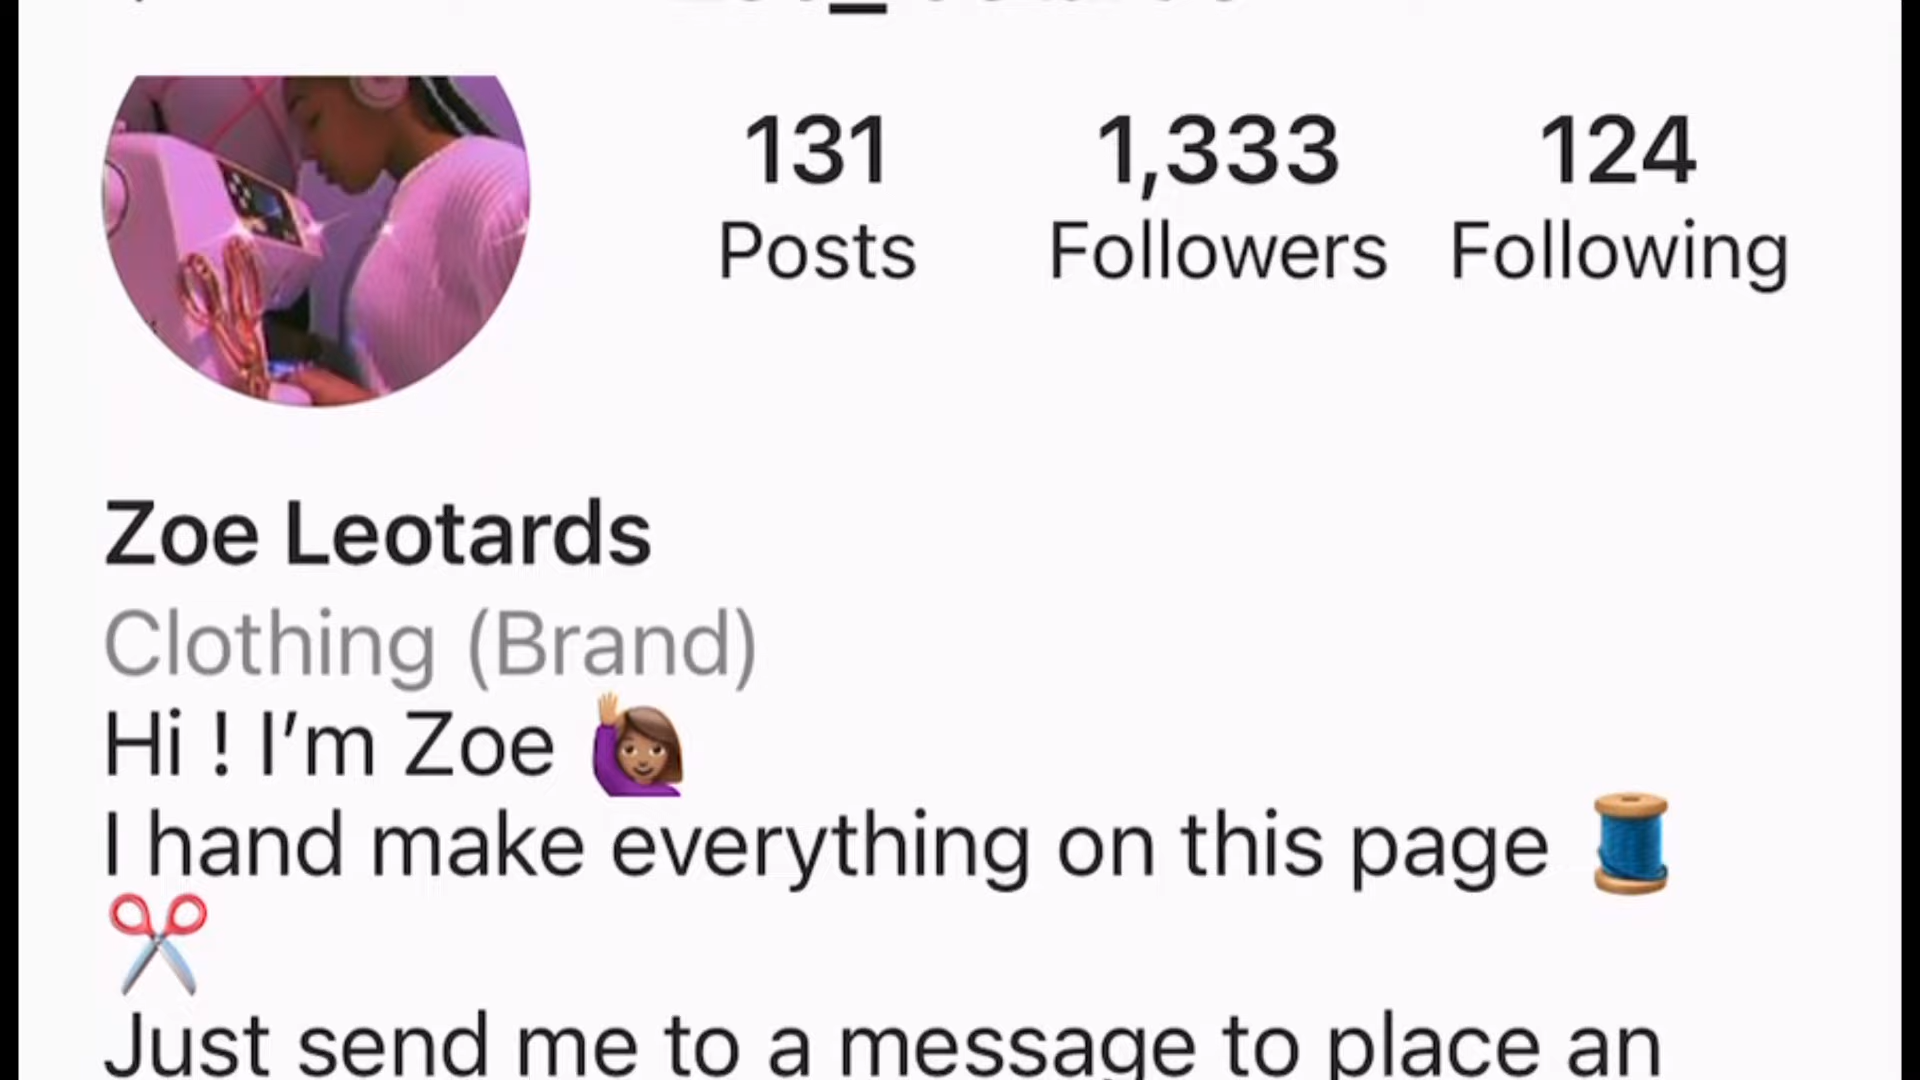 131 1,333 124
Posts Followers Following
Zoe Leotards
Clothing (Brand)
Hi ! I’m Zoe 🙋🏽‍♀️
I hand make everything on this page 🧵
✂️
Just send me to a message to place an